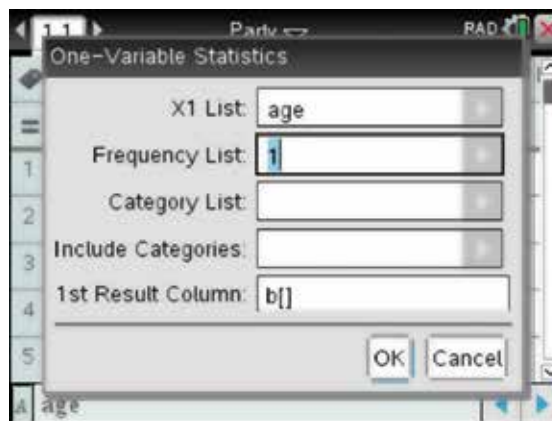 1.1 Party RAD
One-Variable Statistics
X1 List: age
Frequency List: 1
Category List:
Include Categories:
1st Result Column: b[]
OK Cancel
=
1
2
3
4
5
A age